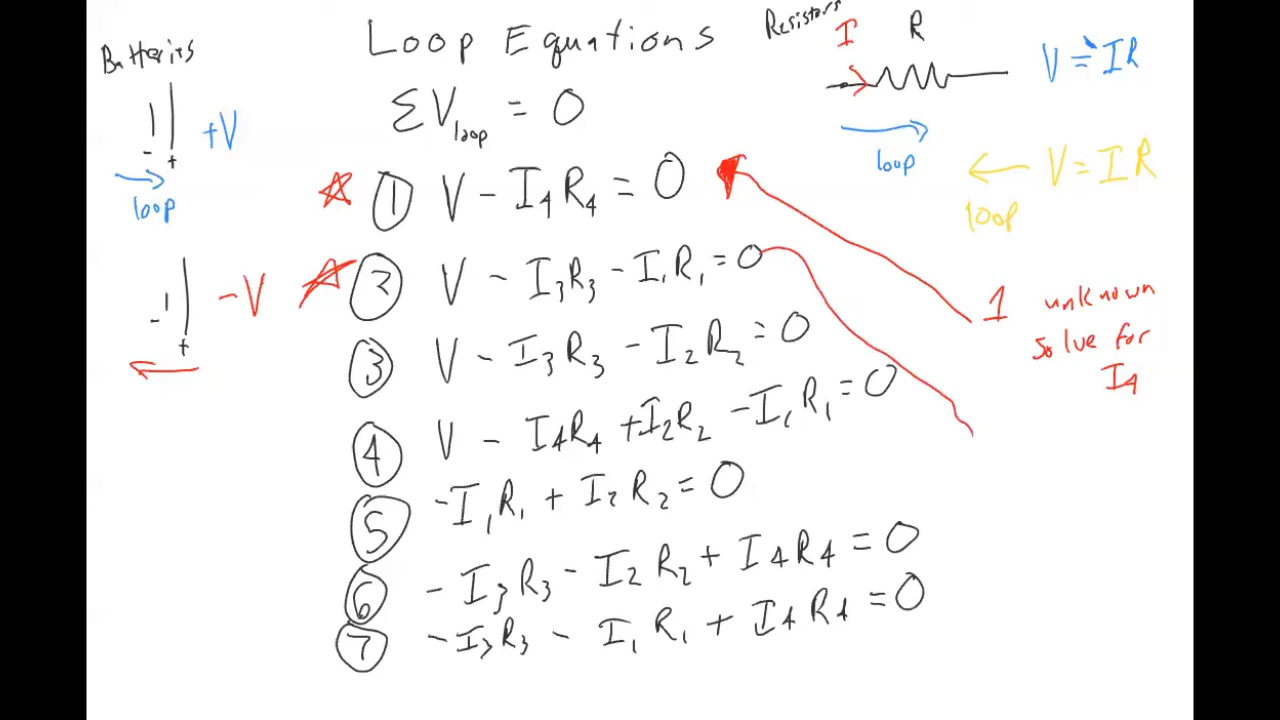 Loop Equations
ΣV_loop = 0
Batteries
- +
+V
loop
-V
- +
Resistors
I R
V = IR
loop
V = IR
loop
① V - I₄R₄ = 0
② V - I₃R₃ - I₁R₁ = 0
③ V - I₃R₃ - I₂R₂ = 0
④ V - I₄R₄ + I₂R₂ - I₁R₁ = 0
⑤ -I₁R₁ + I₂R₂ = 0
⑥ -I₃R₃ - I₂R₂ + I₄R₄ = 0
⑦ -I₃R₃ - I₁R₁ + I₄R₄ = 0
1 unknown
solve for
I₄